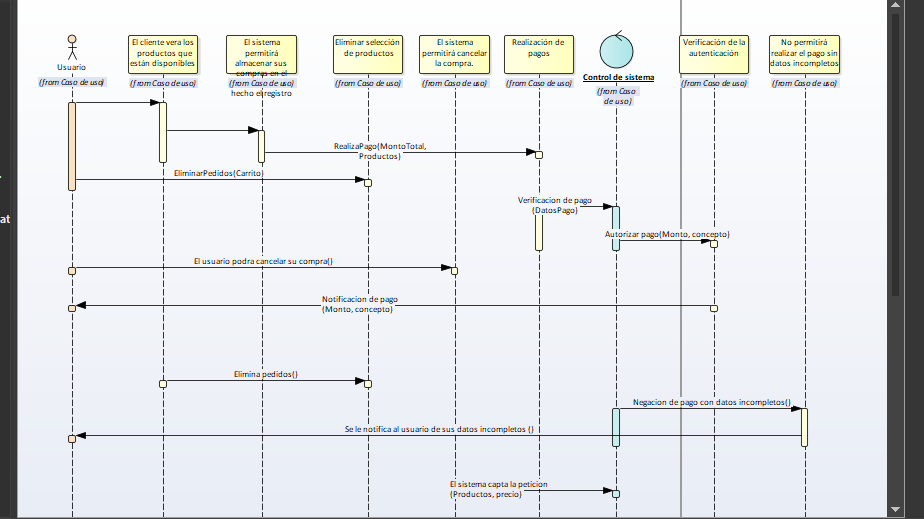 Usuario
(from Caso de uso)
El cliente vera los
productos que
están disponibles
(from Caso de uso)
El sistema
permitirá
almacenar sus
compras en el
(from Caso de uso)
hecho el registro
Eliminar selección
de productos
(from Caso de uso)
El sistema
permitirá cancelar
la compra.
(from Caso de uso)
Realización de
pagos
(from Caso de uso)
Control de sistema
(from Caso
de uso)
Verificación de la
autenticación
(from Caso de uso)
No permitirá
realizar el pago sin
datos incompletos
(from Caso de uso)
RealizaPago(MontoTotal,
Productos)
EliminarPedidos(Carrito)
Verificacion de pago
(DatosPago)
at
Autorizar pago(Monto, concepto)
El usuario podra cancelar su compra()
Notificacion de pago
(Monto, concepto)
Elimina pedidos()
Negacion de pago con datos incompletos()
Se le notifica al usuario de sus datos incompletos ()
El sistema capta la peticion
(Productos, precio)